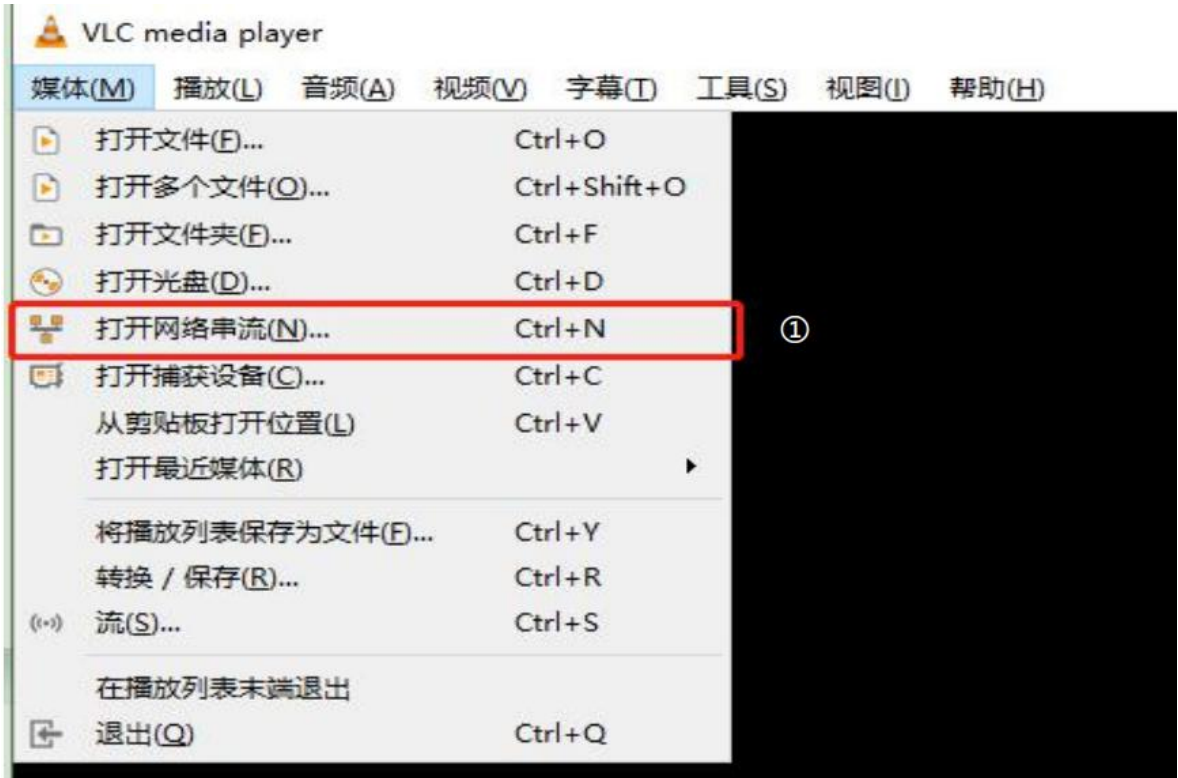 VLC media player
媒体(M) 播放(L) 音频(A) 视频(V) 字幕(T) 工具(S) 视图(I) 帮助(H)
打开文件(F)... Ctrl+O
打开多个文件(O)... Ctrl+Shift+O
打开文件夹(F)... Ctrl+F
打开光盘(D)... Ctrl+D
打开网络串流(N)... Ctrl+N ①
打开捕获设备(C)... Ctrl+C
从剪贴板打开位置(L) Ctrl+V
打开最近媒体(R)
将播放列表保存为文件(F)... Ctrl+Y
转换 / 保存(R)... Ctrl+R
流(S)... Ctrl+S
在播放列表末端退出
退出(Q) Ctrl+Q